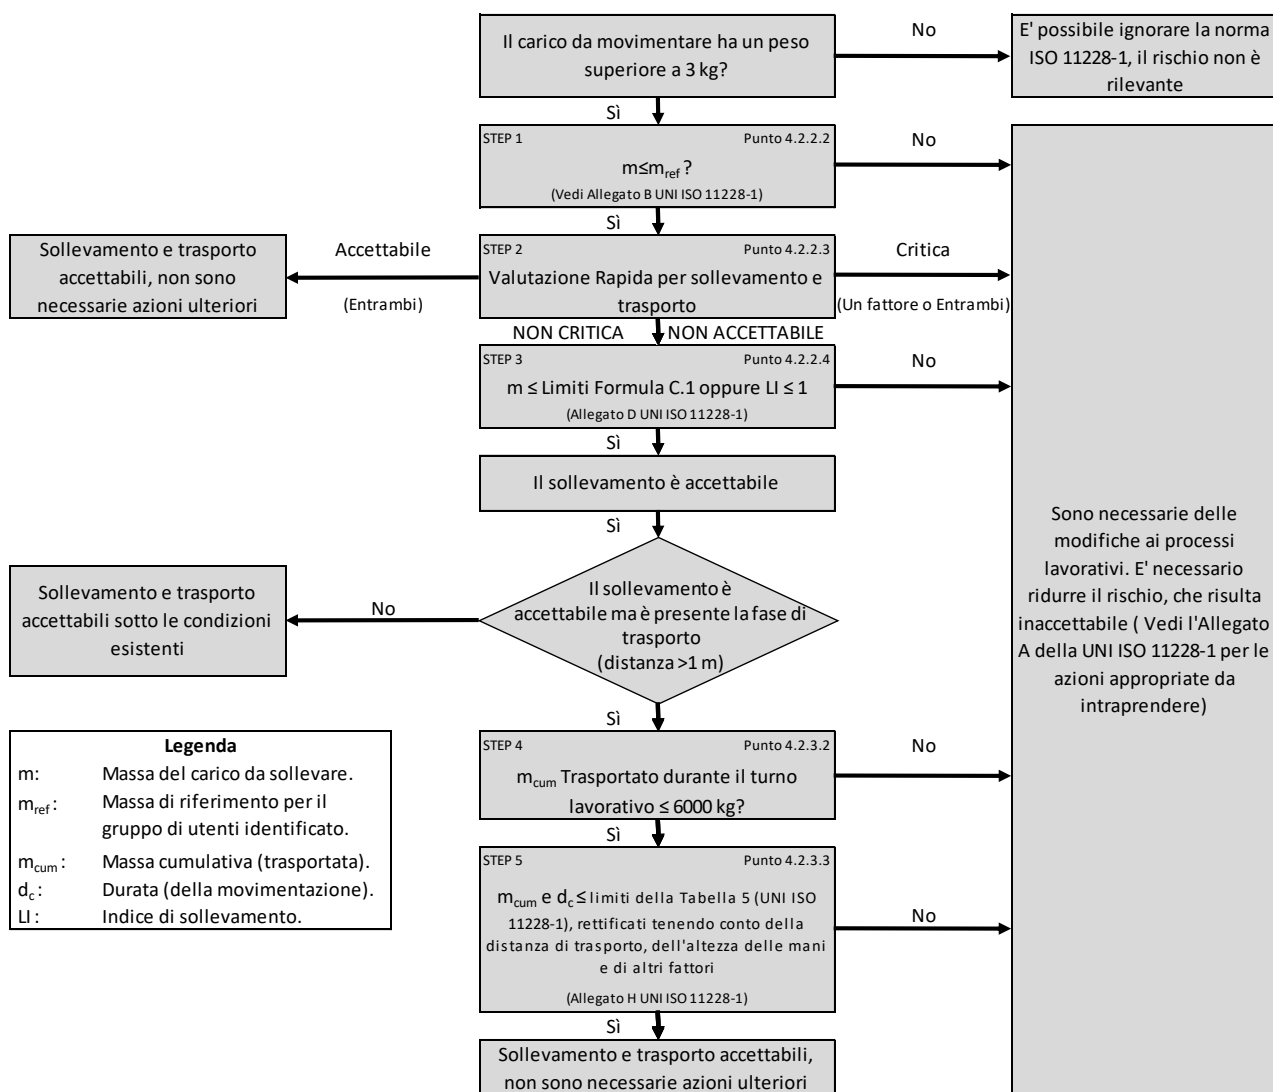 Il carico da movimentare ha un peso
superiore a 3 kg?
No
E' possibile ignorare la norma
ISO 11228-1, il rischio non è
rilevante
Sì
STEP 1 Punto 4.2.2.2
m≤mref ?
(Vedi Allegato B UNI ISO 11228-1)
No
Sì
Sollevamento e trasporto
accettabili, non sono
necessarie azioni ulteriori
Accettabile
(Entrambi)
STEP 2 Punto 4.2.2.3
Valutazione Rapida per sollevamento e
trasporto
Critica
(Un fattore o Entrambi)
NON CRITICA NON ACCETTABILE
STEP 3 Punto 4.2.2.4
m ≤ Limiti Formula C.1 oppure LI ≤ 1
(Allegato D UNI ISO 11228-1)
No
Sì
Il sollevamento è accettabile
Sì
Il sollevamento è
accettabile ma è presente la fase di
trasporto
(distanza >1 m)
No
Sollevamento e trasporto
accettabili sotto le condizioni
esistenti
Sono necessarie delle
modifiche ai processi
lavorativi. E' necessario
ridurre il rischio, che risulta
inaccettabile ( Vedi l'Allegato
A della UNI ISO 11228-1 per le
azioni appropriate da
intraprendere)
Sì
STEP 4 Punto 4.2.3.2
mcum Trasportato durante il turno
lavorativo ≤ 6000 kg?
No
Sì
STEP 5 Punto 4.2.3.3
mcum e dc ≤ limiti della Tabella 5 (UNI ISO
11228-1), rettificati tenendo conto della
distanza di trasporto, dell'altezza delle mani
e di altri fattori
(Allegato H UNI ISO 11228-1)
No
Sì
Sollevamento e trasporto accettabili,
non sono necessarie azioni ulteriori
Legenda
m: Massa del carico da sollevare.
mref : Massa di riferimento per il
gruppo di utenti identificato.
mcum : Massa cumulativa (trasportata).
dc : Durata (della movimentazione).
LI : Indice di sollevamento.